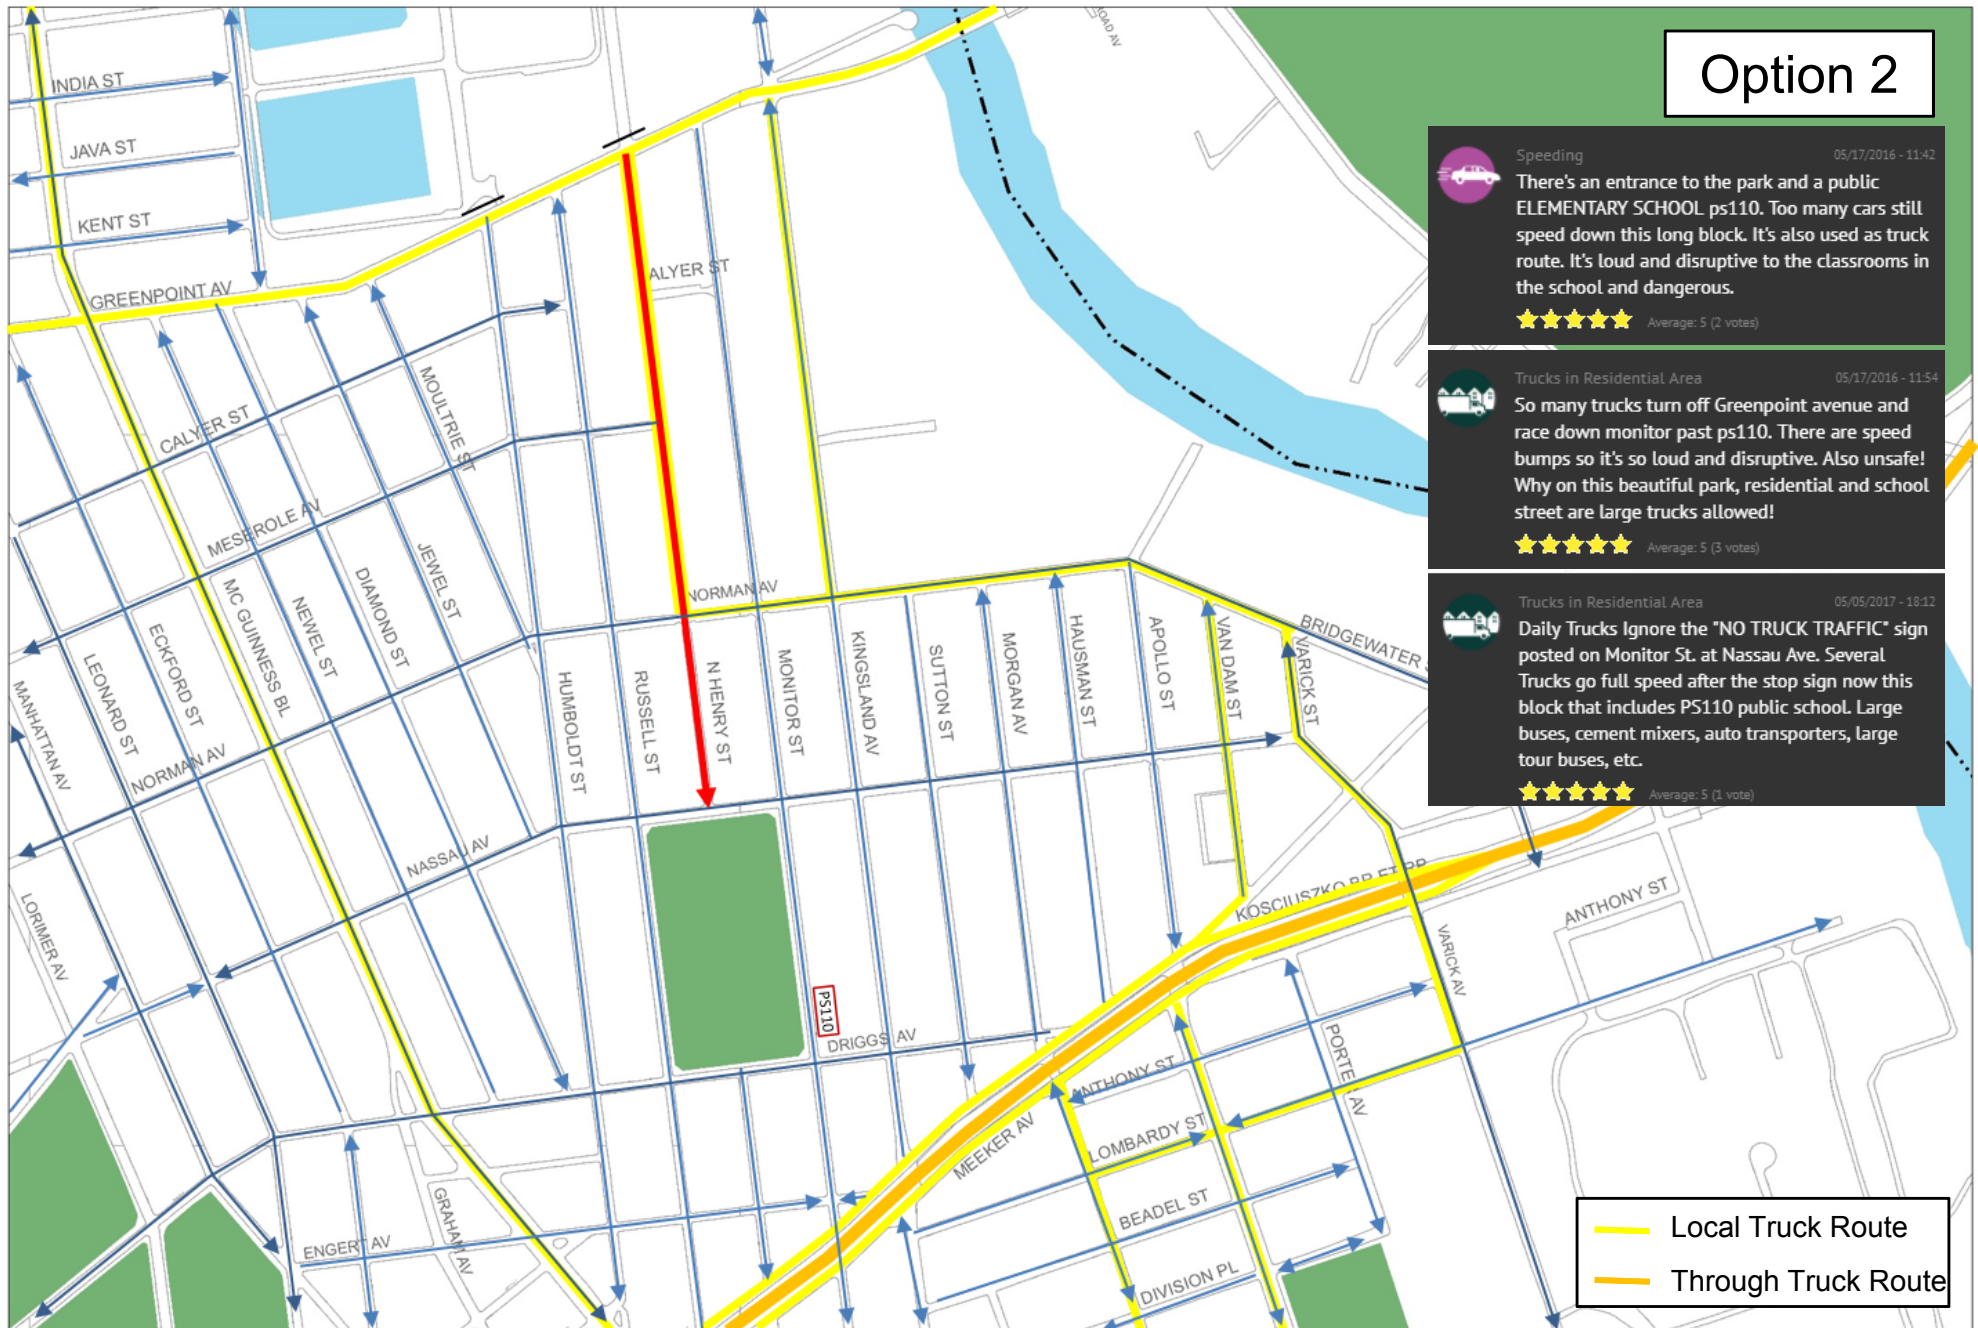 Option 2
Speeding 05/17/2016 - 11:42
There's an entrance to the park and a public
ELEMENTARY SCHOOL ps110. Too many cars still
speed down this long block. It's also used as truck
route. It's loud and disruptive to the classrooms in
the school and dangerous.
Average: 5 (2 votes)
Trucks in Residential Area 05/17/2016 - 11:54
So many trucks turn off Greenpoint avenue and
race down monitor past ps110. There are speed
bumps so it's so loud and disruptive. Also unsafe!
Why on this beautiful park, residential and school
street are large trucks allowed!
Average: 5 (3 votes)
Trucks in Residential Area 05/05/2017 - 18:12
Daily Trucks Ignore the "NO TRUCK TRAFFIC" sign
posted on Monitor St. at Nassau Ave. Several
Trucks go full speed after the stop sign now this
block that includes PS110 public school. Large
buses, cement mixers, auto transporters, large
tour buses, etc.
Average: 5 (1 vote)
OAD AV
INDIA ST
JAVA ST
KENT ST
GREENPOINT AV
ALYER ST
CALYER ST
MOULTRIE ST
MESEROLE AV
JEWEL ST
DIAMOND ST
NEWEL ST
MC GUINNESS BL
ECKFORD ST
LEONARD ST
MANHATTAN AV
NORMAN AV
NORMAN AV
HUMBOLDT ST
RUSSELL ST
N HENRY ST
MONITOR ST
KINGSLAND AV
SUTTON ST
MORGAN AV
HAUSMAN ST
APOLLO ST
VAN DAM ST
VARICK ST
BRIDGEWATER S
NASSAU AV
LORIMER AV
PS110
DRIGGS AV
KOSCIUSZKO BR ET RP
ANTHONY ST
VARICK AV
ANTHONY ST
PORTE AV
LOMBARDY ST
MEEKER AV
BEADEL ST
DIVISION PL
GRAHAM AV
ENGERT AV
Local Truck Route
Through Truck Route